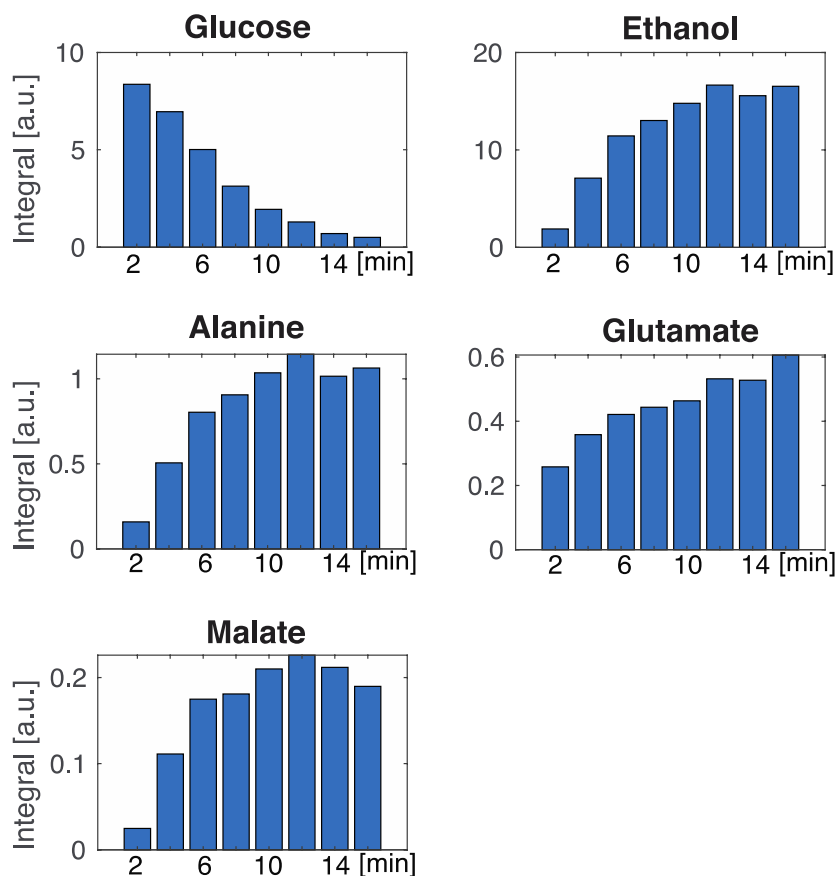 Glucose
Integral [a.u.]
10
5
0
2 6 10 14 [min]
Ethanol
20
10
0
2 6 10 14 [min]
Alanine
Integral [a.u.]
1
0.5
0
2 6 10 14 [min]
Glutamate
0.6
0.4
0.2
0
2 6 10 14 [min]
Malate
Integral [a.u.]
0.2
0.1
0
2 6 10 14 [min]